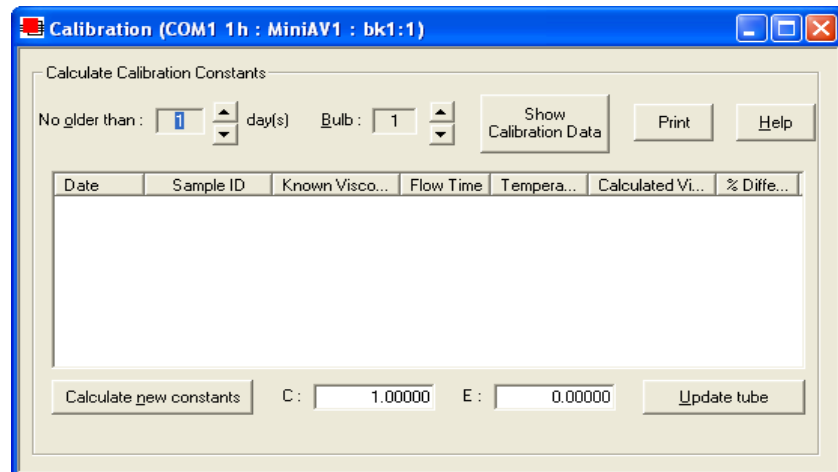 Calibration (COM1 1h : MiniAV1 : bk1:1)
Calculate Calibration Constants
No older than : 1 day(s) Bulb : 1 Show Calibration Data Print Help
Date Sample ID Known Visco... Flow Time Tempera... Calculated Vi... % Diffe...
Calculate new constants C : 1.00000 E : 0.00000 Update tube